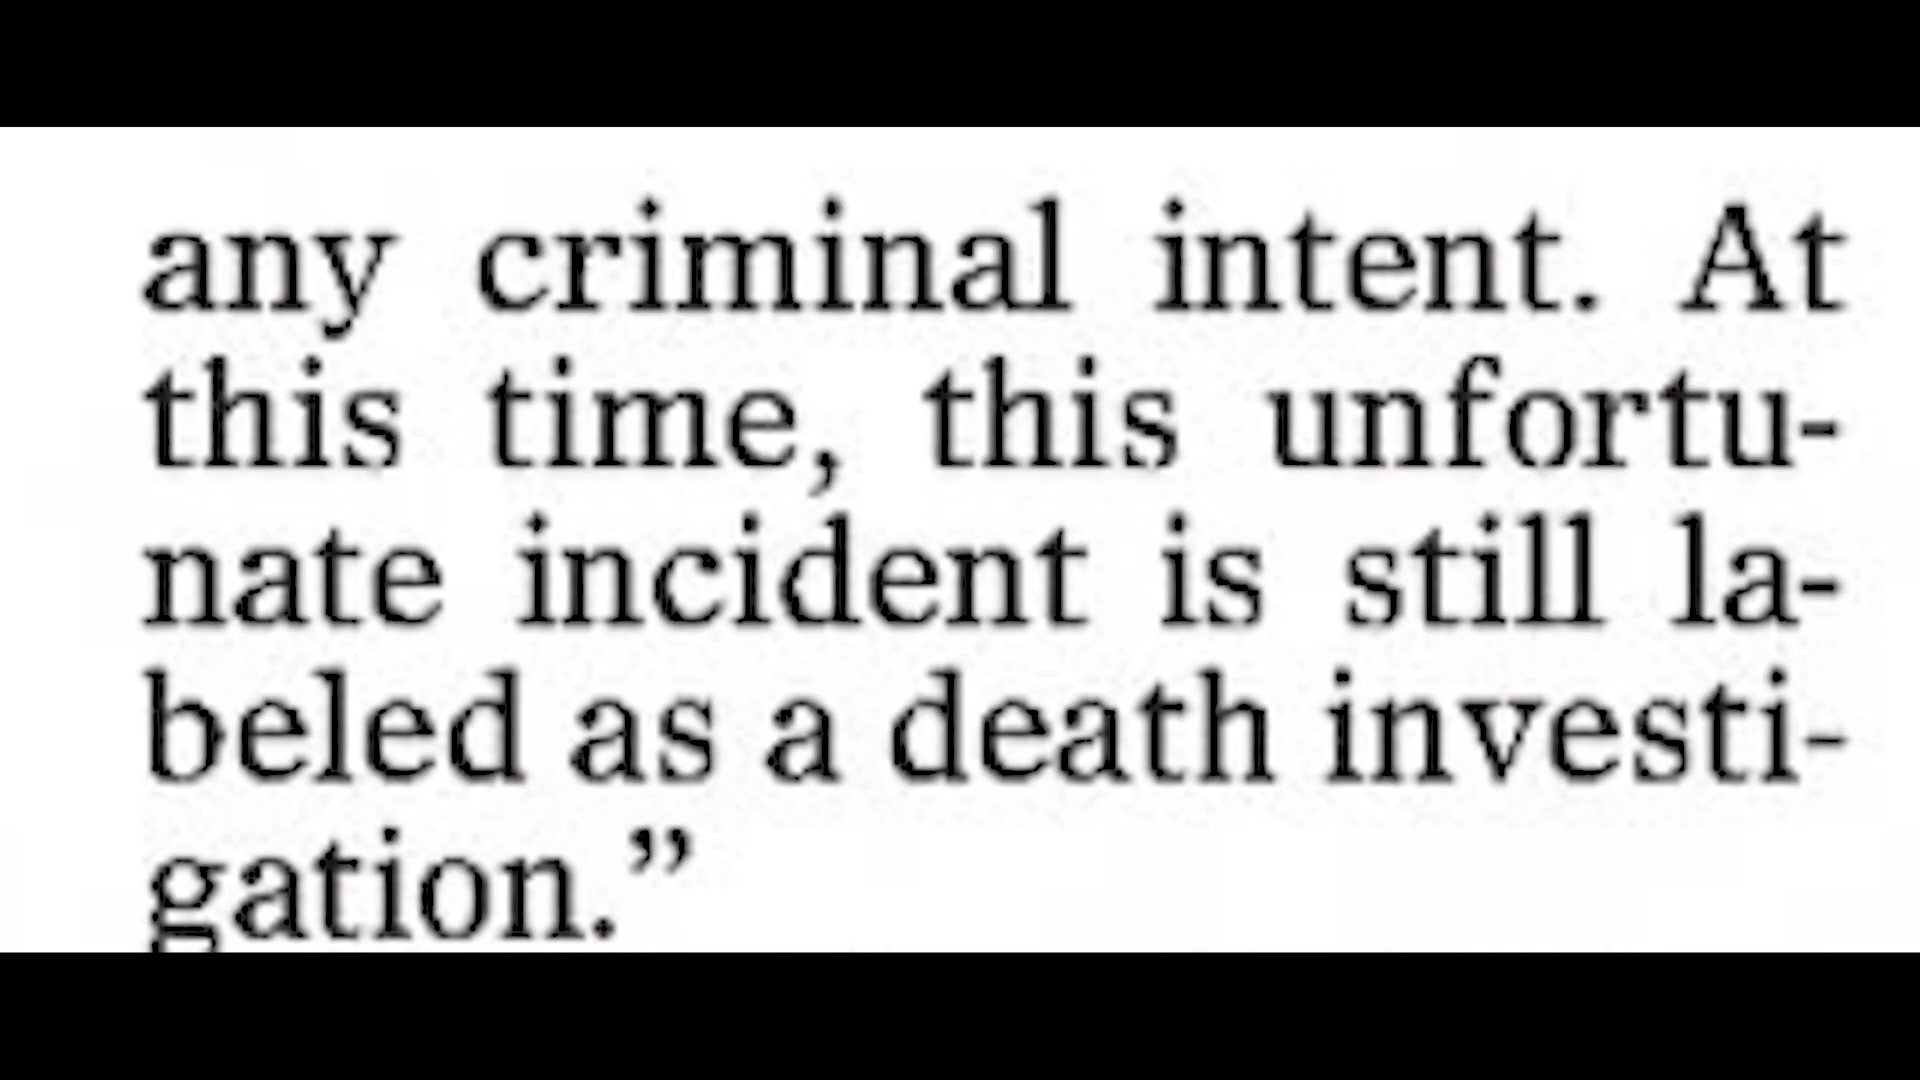 any criminal intent. At
this time, this unfortu-
nate incident is still la-
beled as a death investi-
gation.”